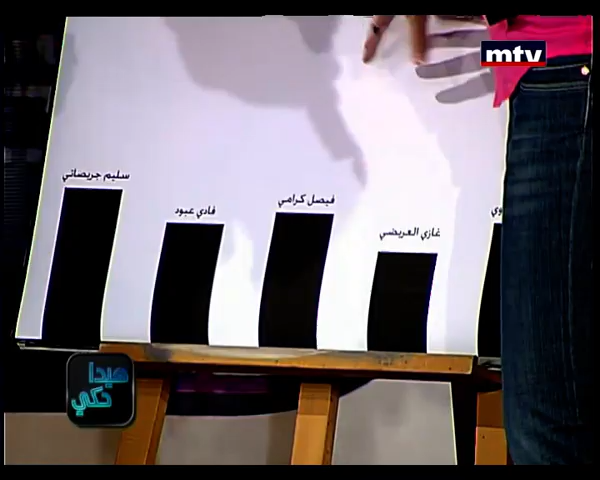 mtv
سليم جريصاتي
فادي عبود
فيصل كرامي
غازي العريضي
هيدا
حكي